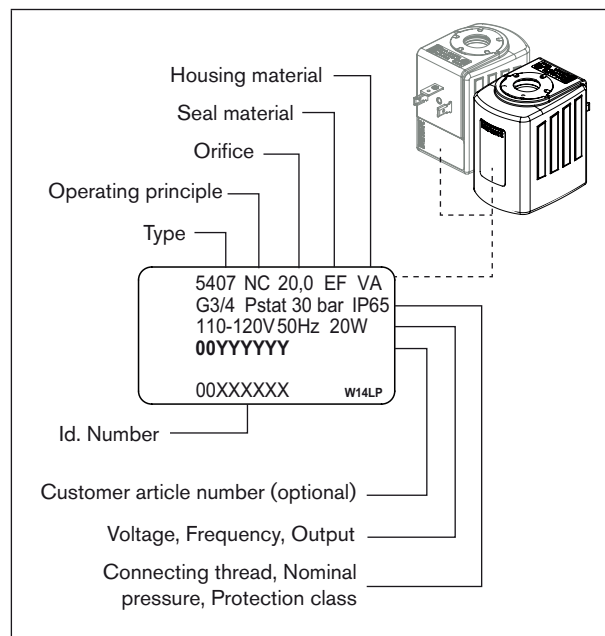 Housing material
Seal material
Orifice
Operating principle
Type
5407 NC 20,0 EF VA
G3/4 Pstat 30 bar IP65
110-120V 50Hz 20W
00YYYYYY
00XXXXXX W14LP
Id. Number
Customer article number (optional)
Voltage, Frequency, Output
Connecting thread, Nominal
pressure, Protection class